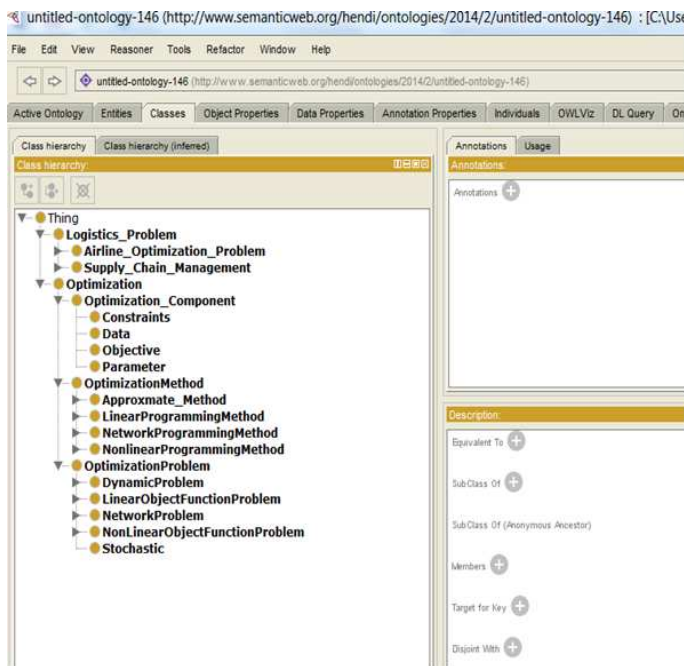 untitled-ontology-146 (http://www.semanticweb.org/hendi/ontologies/2014/2/untitled-ontology-146) : [C:\Use
File Edit View Reasoner Tools Refactor Window Help
untitled-ontology-146 (http://www.semanticweb.org/hendi/ontologies/2014/2/untitled-ontology-146)
Active Ontology Entities Classes Object Properties Data Properties Annotation Properties Individuals OWLViz DL Query On
Class hierarchy Class hierarchy (inferred)
Class hierarchy:
Thing
Logistics_Problem
Airline_Optimization_Problem
Supply_Chain_Management
Optimization
Optimization_Component
Constraints
Data
Objective
Parameter
OptimizationMethod
Approxmate_Method
LinearProgrammingMethod
NetworkProgrammingMethod
NonlinearProgrammingMethod
OptimizationProblem
DynamicProblem
LinearObjectFunctionProblem
NetworkProblem
NonLinearObjectFunctionProblem
Stochastic
Annotations Usage
Annotations:
Annotations
Description:
Equivalent To
SubClass Of
SubClass Of (Anonymous Ancestor)
Members
Target for Key
Disjoint With